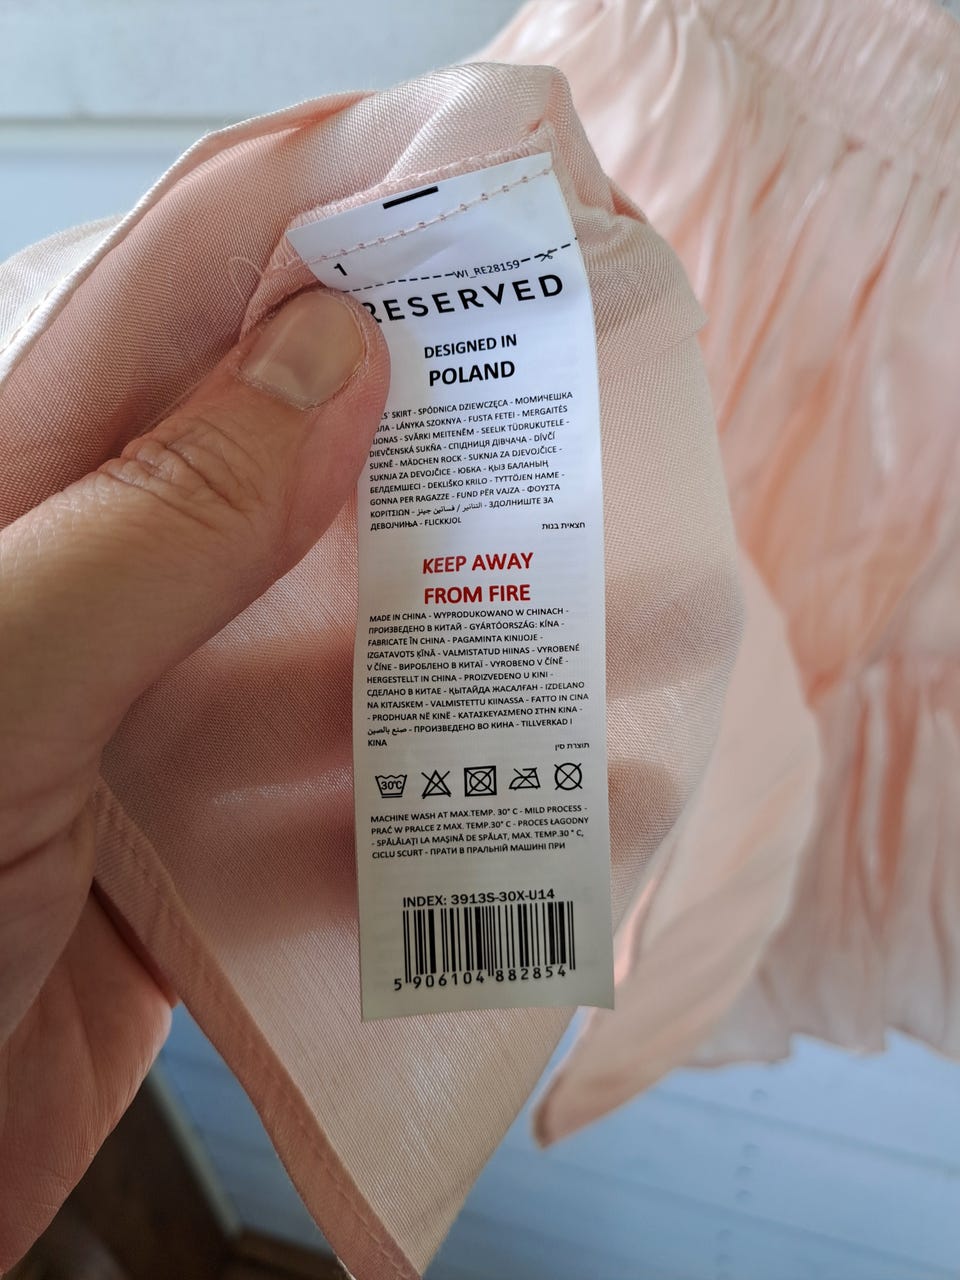 1
WI_RE28159
RESERVED
DESIGNED IN
POLAND
SKIRT - SPÓDNICA DZIEWCZĘCA - МОМИЧЕШКА
- LÁNYKA SZOKNYA - FUSTA FETEI - MERGAITĖS
SIJONAS - SVĀRKI MEITENĒM - SEELIK TÜDRUKUTELE -
DIEVČENSKÁ SUKŇA - СПІДНИЦЯ ДІВЧАЧА - DÍVČÍ
SUKNĚ - MÄDCHEN ROCK - SUKNJA ZA DJEVOJČICE -
SUKNJA ZA DEVOJČICE - ЮБКА - ҚЫЗ БАЛАНЫҢ
БЕЛДЕМШЕСІ - DEKLIŠKO KRILO - TYTTÖJEN HAME -
GONNA PER RAGAZZE - FUND PËR VAJZA - ΦΟΥΣΤΑ
ΚΟΡΙΤΣΙΩΝ - التنانير / فساتين جينز - ЗДОЛНИШТЕ ЗА
ДЕВОЈЧИЊА - FLICKKJOL
חצאית בנות
KEEP AWAY
FROM FIRE
MADE IN CHINA - WYPRODUKOWANO W CHINACH -
ПРОИЗВЕДЕНО В КИТАЙ - GYÁRTÓORSZÁG: KÍNA -
FABRICATE ÎN CHINA - PAGAMINTA KINIJOJE -
IZGATAVOTS ĶĪNĀ - VALMISTATUD HIINAS - VYROBENÉ
V ČÍNE - ВИРОБЛЕНО В КИТАЇ - VYROBENO V ČÍNĚ -
HERGESTELLT IN CHINA - PROIZVEDENO U KINI -
СДЕЛАНО В КИТАЕ - ҚЫТАЙДА ЖАСАЛҒАН - IZDELANO
NA KITAJSKEM - VALMISTETTU KIINASSA - FATTO IN CINA
- PRODHUAR NË KINË - ΚΑΤΑΣΚΕΥΑΣΜΕΝΟ ΣΤΗΝ ΚΙΝΑ -
صنع بالصين - ПРОИЗВЕДЕНО ВО КИНА - TILLVERKAD I
KINA
תוצרת סין
30°C
MACHINE WASH AT MAX.TEMP. 30° C - MILD PROCESS -
PRAĆ W PRALCE Z MAX. TEMP.30° C - PROCES ŁAGODNY
- SPĂLĂLAȚI LA MAȘINĂ DE SPĂLAT, MAX. TEMP.30 ° C,
CICLU SCURT - ПРАТИ В ПРАЛЬНІЙ МАШИНІ ПРИ
INDEX: 3913S-30X-U14
5 906104 882854